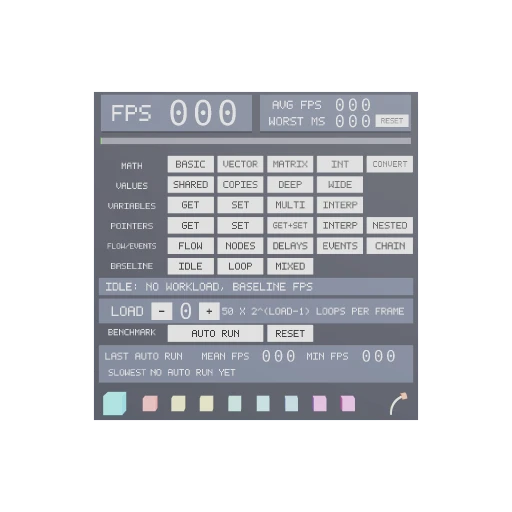 FPS 000
AVG FPS 000
WORST MS 000 RESET
MATH BASIC VECTOR MATRIX INT CONVERT
VALUES SHARED COPIES DEEP WIDE
VARIABLES GET SET MULTI INTERP
POINTERS GET SET GET+SET INTERP NESTED
FLOW/EVENTS FLOW NODES DELAYS EVENTS CHAIN
BASELINE IDLE LOOP MIXED
IDLE: NO WORKLOAD, BASELINE FPS
LOAD - 0 + 50 X 2^(LOAD-1) LOOPS PER FRAME
BENCHMARK AUTO RUN RESET
LAST AUTO RUN MEAN FPS 000 MIN FPS 000
SLOWEST NO AUTO RUN YET